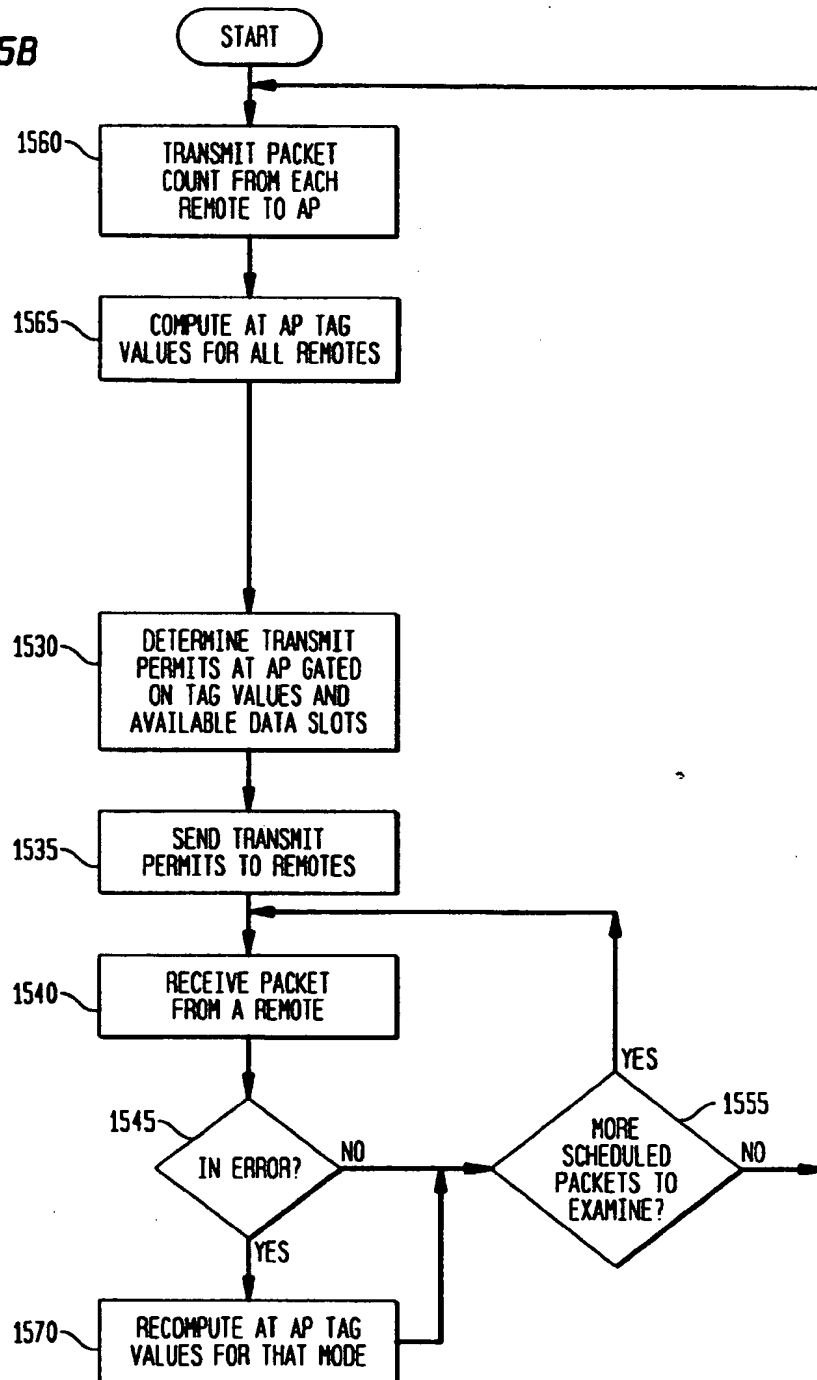 5B
START
1560
TRANSMIT PACKET
COUNT FROM EACH
REMOTE TO AP
1565
COMPUTE AT AP TAG
VALUES FOR ALL REMOTES
1530
DETERMINE TRANSMIT
PERMITS AT AP GATED
ON TAG VALUES AND
AVAILABLE DATA SLOTS
1535
SEND TRANSMIT
PERMITS TO REMOTES
1540
RECEIVE PACKET
FROM A REMOTE
YES
1545
IN ERROR?
NO
1555
MORE
SCHEDULED
PACKETS TO
EXAMINE?
NO
YES
1570
RECOMPUTE AT AP TAG
VALUES FOR THAT MODE